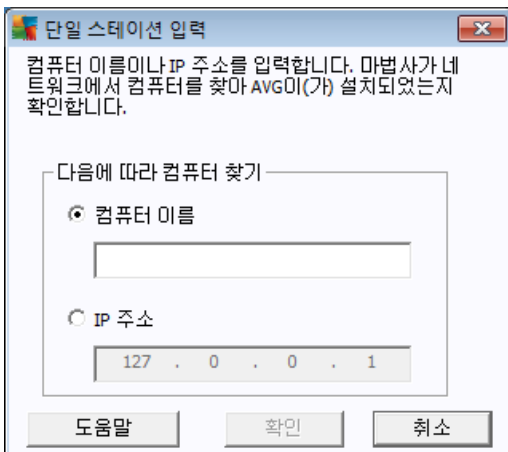 단일 스테이션 입력
컴퓨터 이름이나 IP 주소를 입력합니다. 마법사가 네
트워크에서 컴퓨터를 찾아 AVG이(가) 설치되었는지
확인합니다.
다음에 따라 컴퓨터 찾기
컴퓨터 이름
IP 주소
127 . 0 . 0 . 1
도움말 확인 취소